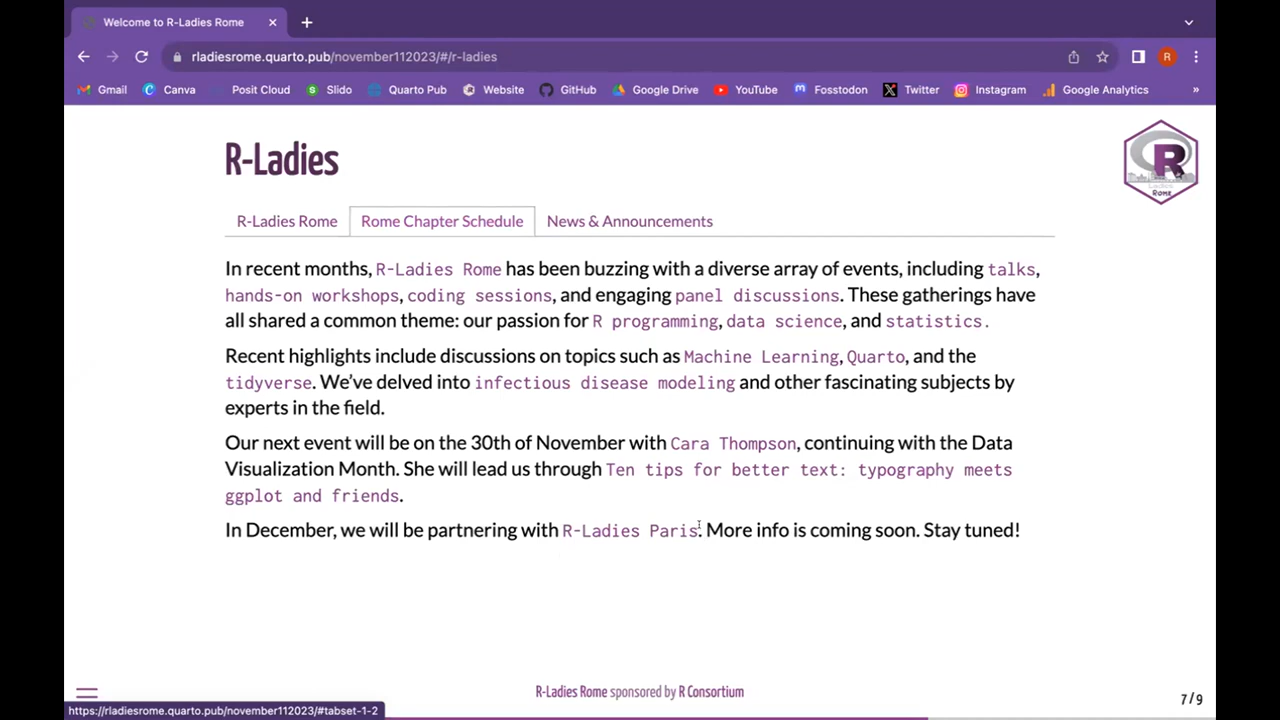 Welcome to R-Ladies Rome
rladiesrome.quarto.pub/november112023/#/r-ladies
R
Gmail Canva Posit Cloud Slido Quarto Pub Website GitHub Google Drive YouTube Fosstodon Twitter Instagram Google Analytics »
R-Ladies
R
Ladies
ROME
R-Ladies Rome Rome Chapter Schedule News & Announcements
In recent months, R-Ladies Rome has been buzzing with a diverse array of events, including talks,
hands-on workshops, coding sessions, and engaging panel discussions. These gatherings have
all shared a common theme: our passion for R programming, data science, and statistics.
Recent highlights include discussions on topics such as Machine Learning, Quarto, and the
tidyverse. We've delved into infectious disease modeling and other fascinating subjects by
experts in the field.
Our next event will be on the 30th of November with Cara Thompson, continuing with the Data
Visualization Month. She will lead us through Ten tips for better text: typography meets
ggplot and friends.
In December, we will be partnering with R-Ladies Paris. More info is coming soon. Stay tuned!
R-Ladies Rome sponsored by R Consortium
7 / 9
https://rladiesrome.quarto.pub/november112023/#tabset-1-2